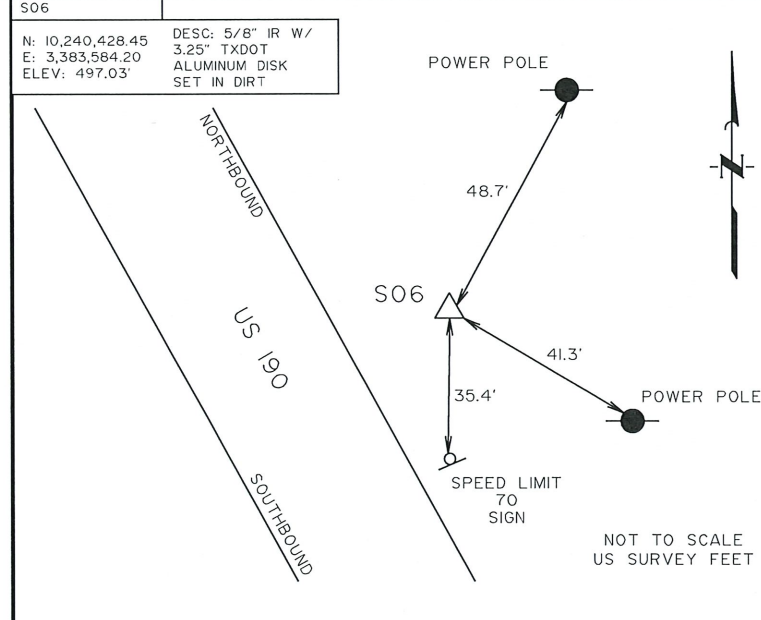 S06
N: 10,240,428.45
E: 3,383,584.20
ELEV: 497.03'
DESC: 5/8" IR W/
3.25" TXDOT
ALUMINUM DISK
SET IN DIRT
POWER POLE
NORTHBOUND
N
48.7'
S06
US 190
41.3'
35.4'
POWER POLE
SOUTHBOUND
SPEED LIMIT
70
SIGN
NOT TO SCALE
US SURVEY FEET